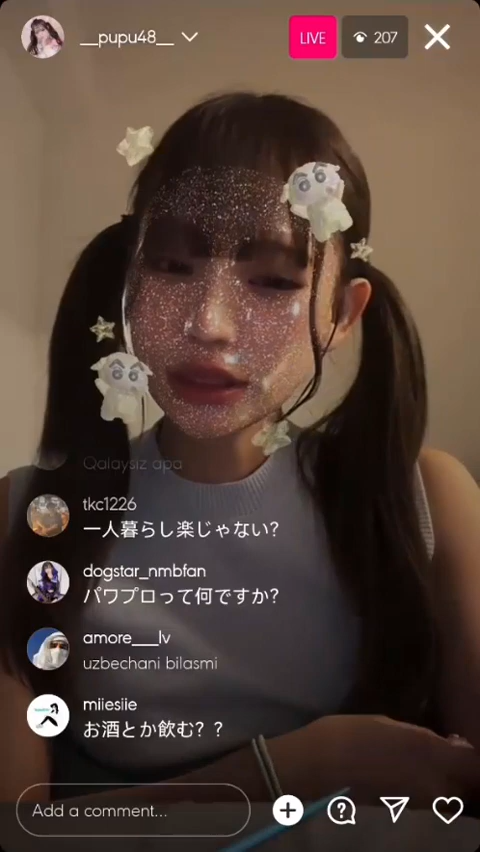 __pupu48__
LIVE
207
Qalaysiz apa
tkc1226
一人暮らし楽じゃない?
dogstar_nmbfan
パワプロって何ですか?
amore___lv
uzbechani bilasmi
miiesiie
お酒とか飲む? ?
Add a comment...